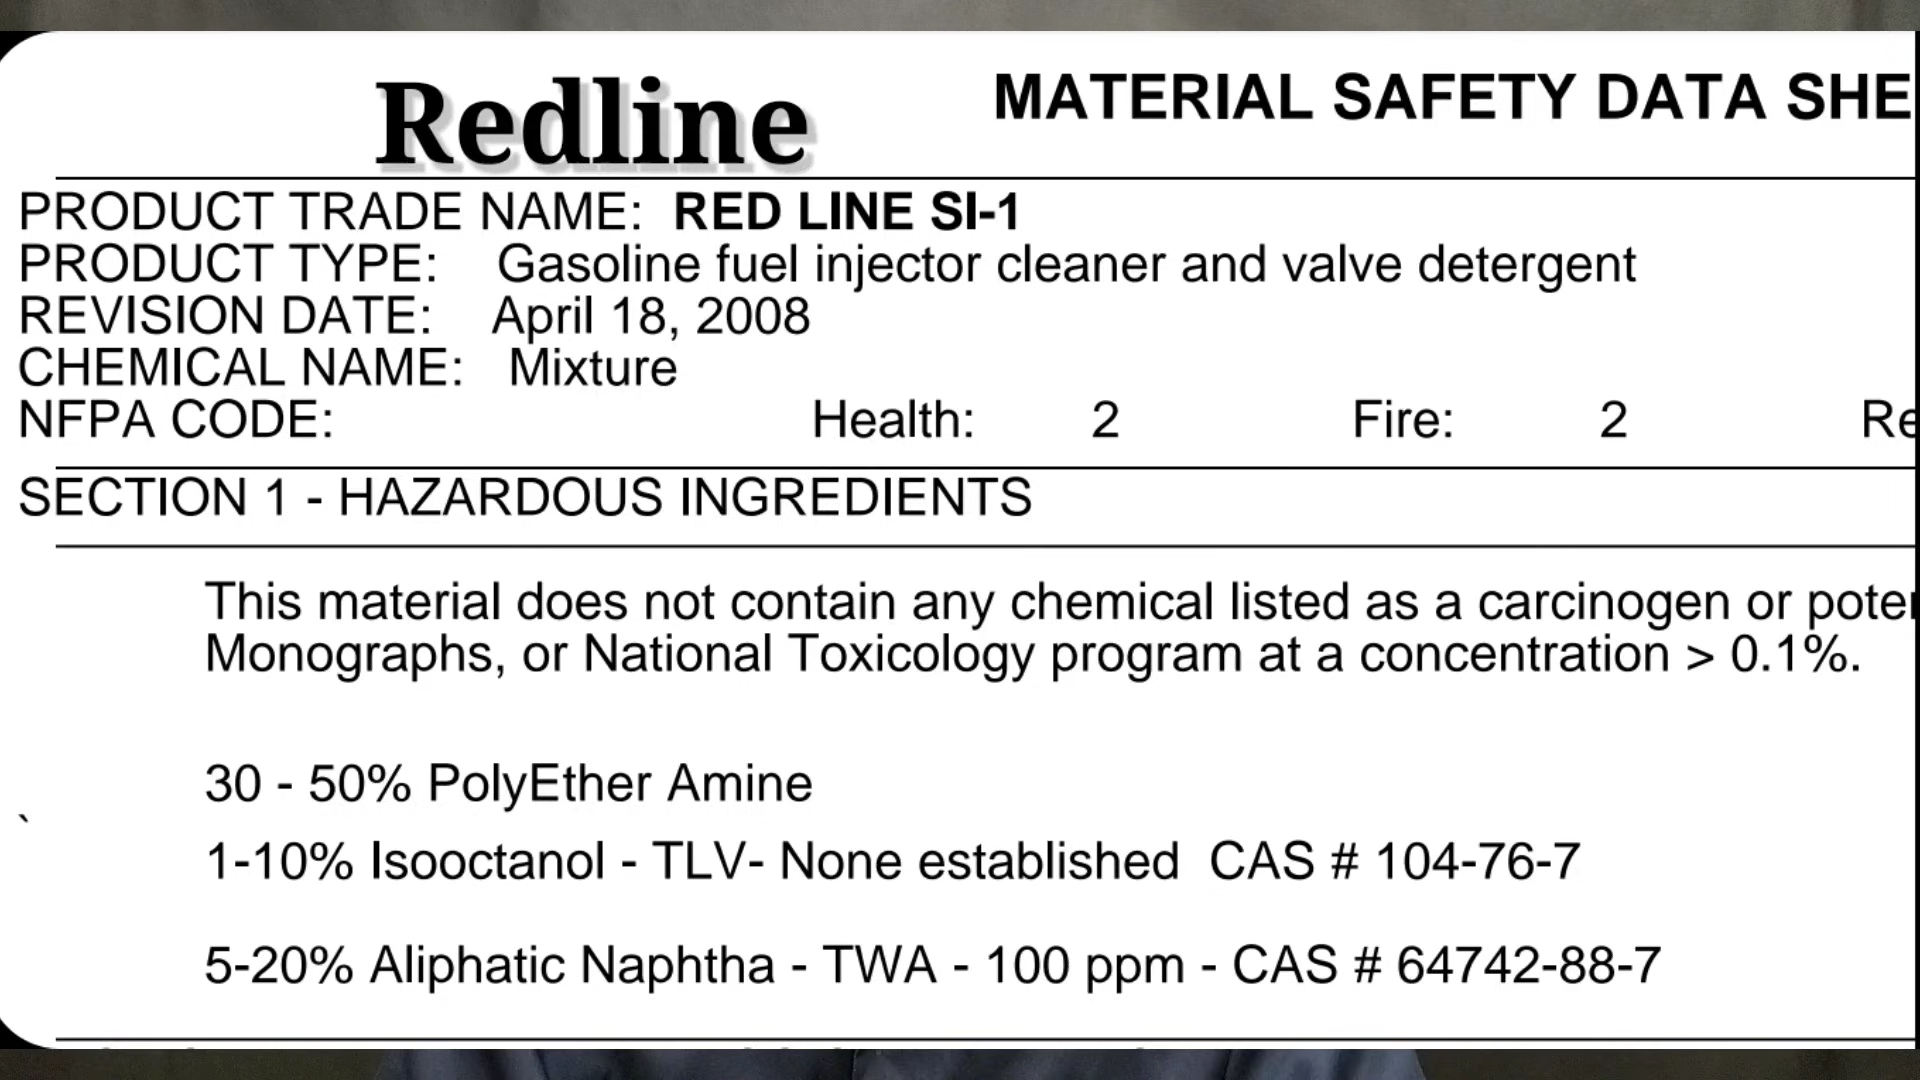 Redline
MATERIAL SAFETY DATA SHE
PRODUCT TRADE NAME: RED LINE SI-1
PRODUCT TYPE: Gasoline fuel injector cleaner and valve detergent
REVISION DATE: April 18, 2008
CHEMICAL NAME: Mixture
NFPA CODE: Health: 2 Fire: 2 Re
SECTION 1 - HAZARDOUS INGREDIENTS
This material does not contain any chemical listed as a carcinogen or poten
Monographs, or National Toxicology program at a concentration > 0.1%.
30 - 50% PolyEther Amine
`
1-10% Isooctanol - TLV- None established CAS # 104-76-7
5-20% Aliphatic Naphtha - TWA - 100 ppm - CAS # 64742-88-7